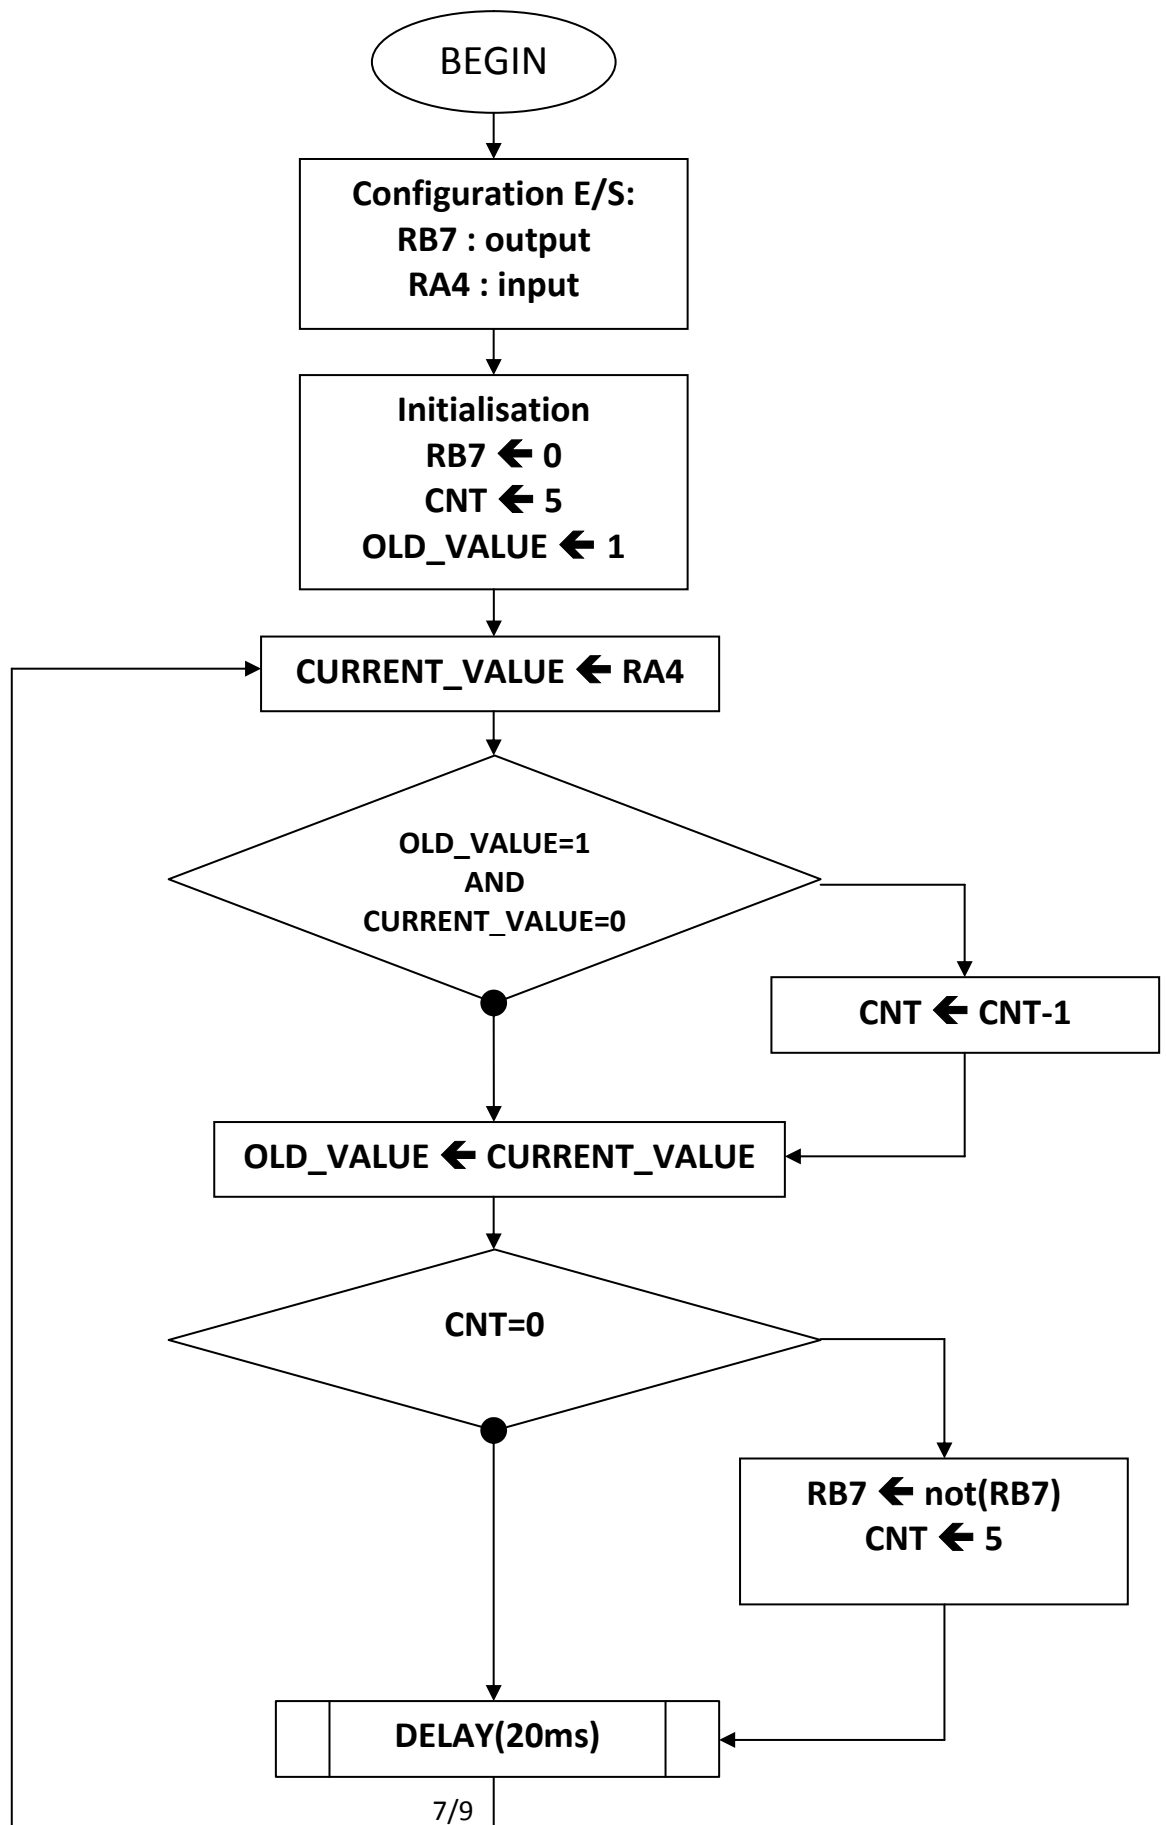 BEGIN
Configuration E/S:
RB7 : output
RA4 : input
Initialisation
RB7 🡸 0
CNT 🡸 5
OLD_VALUE 🡸 1
CURRENT_VALUE 🡸 RA4
OLD_VALUE=1
AND
CURRENT_VALUE=0
CNT 🡸 CNT-1
OLD_VALUE 🡸 CURRENT_VALUE
CNT=0
RB7 🡸 not(RB7)
CNT 🡸 5
DELAY(20ms)
7/9